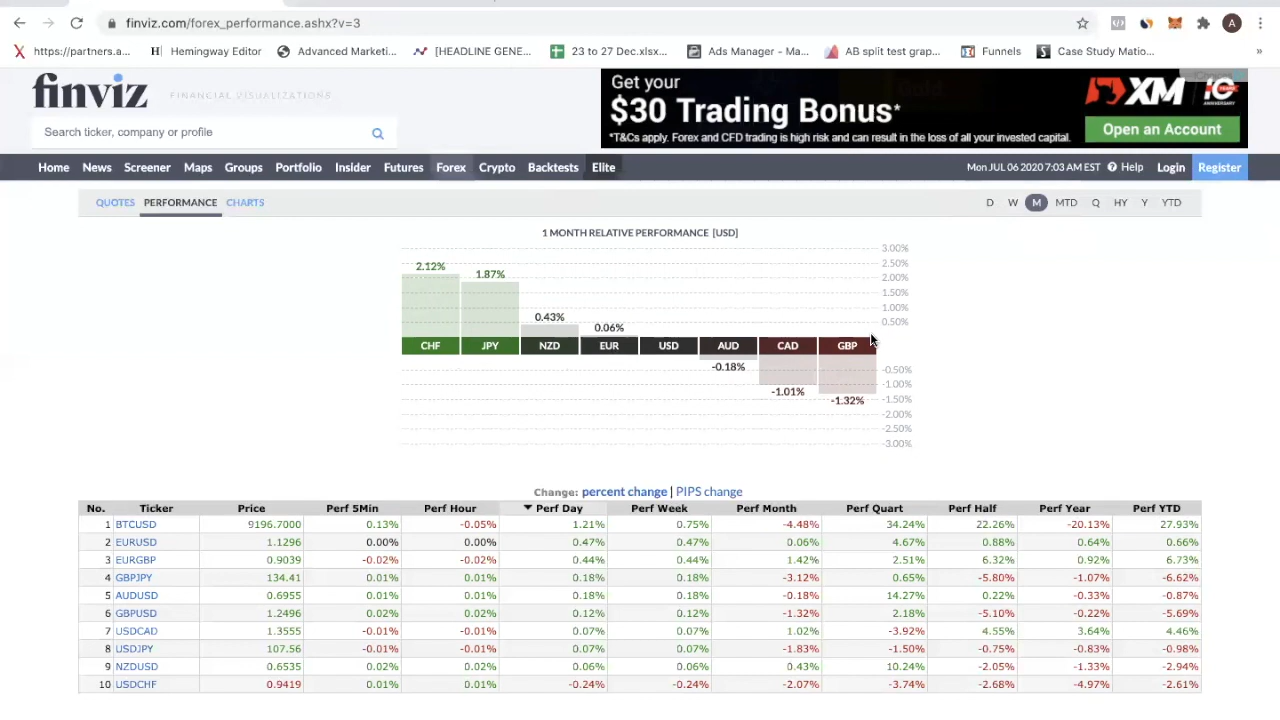 finviz.com/forex_performance.ashx?v=3
A
https://partners.a... Hemingway Editor Advanced Marketi... [HEADLINE GENE... 23 to 27 Dec.xlsx... Ads Manager - Ma... AB split test grap... Funnels Case Study Matio... »
finviz FINANCIAL VISUALIZATIONS
Search ticker, company or profile
Get your
$30 Trading Bonus*
*T&Cs apply. Forex and CFD trading is high risk and can result in the loss of all your invested capital.
XM 10 YEARS
Open an Account
Home News Screener Maps Groups Portfolio Insider Futures Forex Crypto Backtests Elite Mon JUL 06 2020 7:03 AM EST Help Login Register
QUOTES PERFORMANCE CHARTS D W M MTD Q HY Y YTD
1 MONTH RELATIVE PERFORMANCE [USD]
3.00%
2.50%
2.00%
1.50%
1.00%
0.50%
2.12% 1.87% 0.43% 0.06%
CHF JPY NZD EUR USD AUD CAD GBP
-0.18% -1.01% -1.32%
-0.50%
-1.00%
-1.50%
-2.00%
-2.50%
-3.00%
Change: percent change | PIPS change
No. Ticker Price Perf 5Min Perf Hour Perf Day Perf Week Perf Month Perf Quart Perf Half Perf Year Perf YTD
1 BTCUSD 9196.7000 0.13% -0.05% 1.21% 0.75% -4.48% 34.24% 22.26% -20.13% 27.93%
2 EURUSD 1.1296 0.00% 0.00% 0.47% 0.47% 0.06% 4.67% 0.88% 0.64% 0.66%
3 EURGBP 0.9039 -0.02% -0.02% 0.44% 0.44% 1.42% 2.51% 6.32% 0.92% 6.73%
4 GBPJPY 134.41 0.01% 0.01% 0.18% 0.18% -3.12% 0.65% -5.80% -1.07% -6.62%
5 AUDUSD 0.6955 0.01% 0.01% 0.18% 0.18% -0.18% 14.27% 0.22% -0.33% -0.87%
6 GBPUSD 1.2496 0.02% 0.02% 0.12% 0.12% -1.32% 2.18% -5.10% -0.22% -5.69%
7 USDCAD 1.3555 -0.01% -0.01% 0.07% 0.07% 1.02% -3.92% 4.55% 3.64% 4.46%
8 USDJPY 107.56 -0.01% -0.01% 0.07% 0.07% -1.83% -1.50% -0.75% -0.83% -0.98%
9 NZDUSD 0.6535 0.02% 0.02% 0.06% 0.06% 0.43% 10.24% -2.05% -1.33% -2.94%
10 USDCHF 0.9419 0.01% 0.01% -0.24% -0.24% -2.07% -3.74% -2.68% -4.97% -2.61%